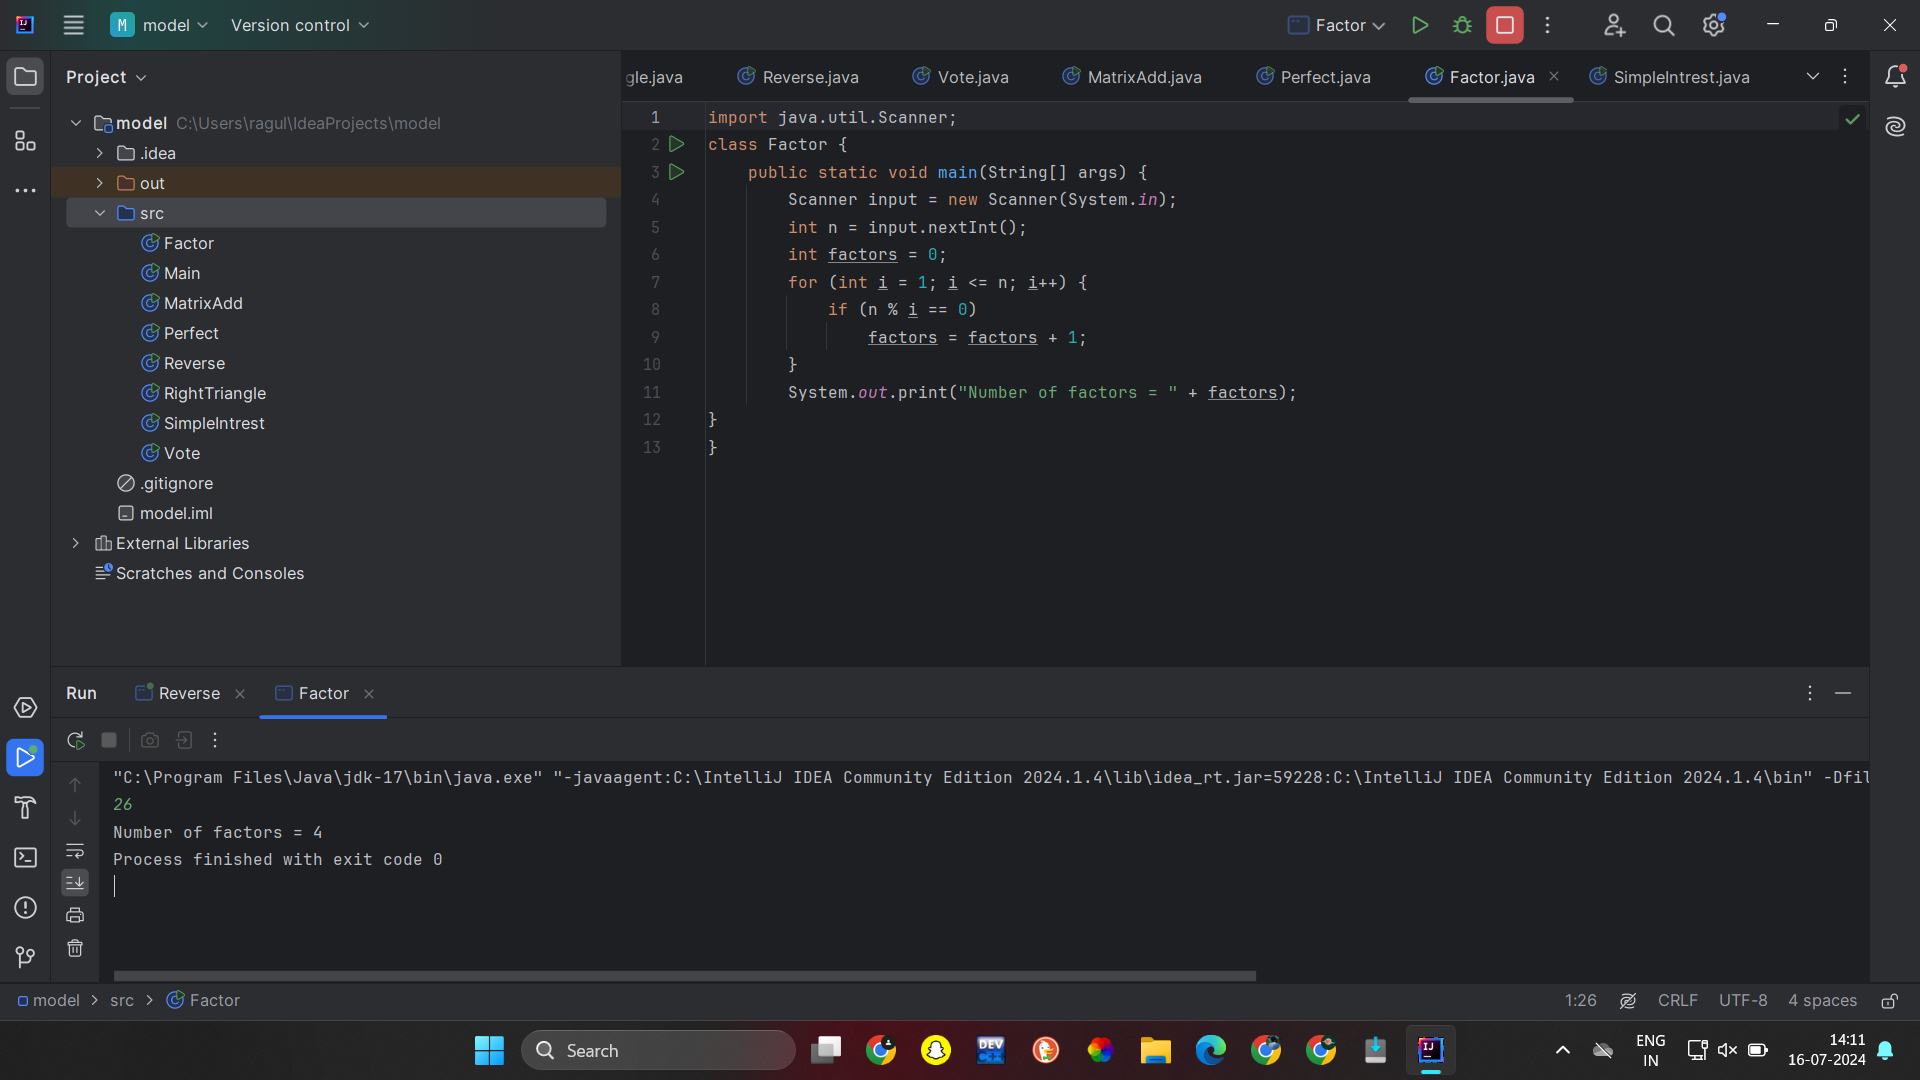 M model Version control Factor
Project
gle.java Reverse.java Vote.java MatrixAdd.java Perfect.java Factor.java SimpleIntrest.java
model C:\Users\ragul\IdeaProjects\model
.idea
out
src
Factor
Main
MatrixAdd
Perfect
Reverse
RightTriangle
SimpleIntrest
Vote
.gitignore
model.iml
External Libraries
Scratches and Consoles
1 import java.util.Scanner;
2 class Factor {
3 public static void main(String[] args) {
4 Scanner input = new Scanner(System.in);
5 int n = input.nextInt();
6 int factors = 0;
7 for (int i = 1; i <= n; i++) {
8 if (n % i == 0)
9 factors = factors + 1;
10 }
11 System.out.print("Number of factors = " + factors);
12 }
13 }
Run Reverse Factor
"C:\Program Files\Java\jdk-17\bin\java.exe" "-javaagent:C:\IntelliJ IDEA Community Edition 2024.1.4\lib\idea_rt.jar=59228:C:\IntelliJ IDEA Community Edition 2024.1.4\bin" -Dfil
26
Number of factors = 4
Process finished with exit code 0
model > src > Factor 1:26 CRLF UTF-8 4 spaces
Search DEV C++ IJ ENG 14:11
IN 16-07-2024